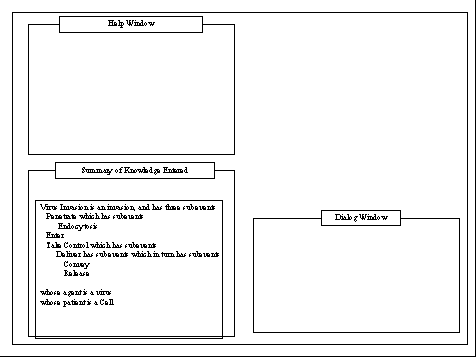 Help Window
Summary of Knowledge Entered
Virus Invasion is an invasion, and has three subevents
Penetrate which has subevent
Endocytosis
Enter
Take Control which has subevent
Deliver has subevents which in turn has subevents
Convey
Release
whose agent is a virus
whose patient is a Cell
Dialog Window